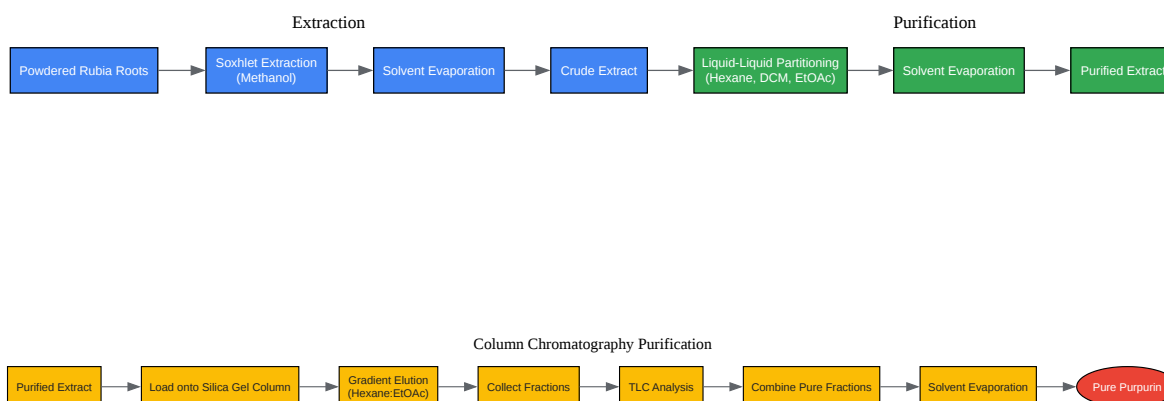 Extraction
Purification
Powdered Rubia Roots
Soxhlet Extraction
(Methanol)
Solvent Evaporation
Crude Extract
Liquid-Liquid Partitioning
(Hexane, DCM, EtOAc)
Solvent Evaporation
Purified Extract
Column Chromatography Purification
Purified Extract
Load onto Silica Gel Column
Gradient Elution
(Hexane:EtOAc)
Collect Fractions
TLC Analysis
Combine Pure Fractions
Solvent Evaporation
Pure Purpurin